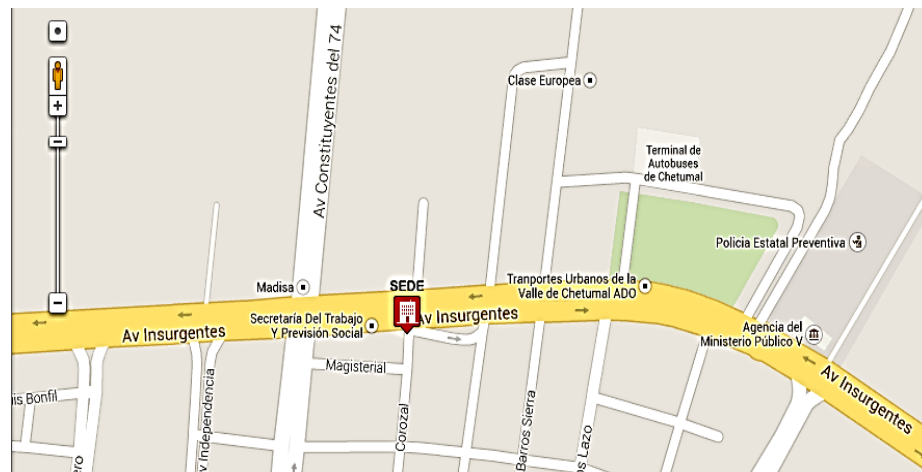 Av Constituyentes del 74
Clase Europea
Terminal de
Autobuses
de Chetumal
Policia Estatal Preventiva
Madisa
SEDE
Tranportes Urbanos de la
Valle de Chetumal ADO
Av Insurgentes
Secretaría Del Trabajo
Y Previsión Social
Av Insurgentes
Agencia del
Ministerio Público V
Av Insurgentes
Magisterial
is Bonfil
v Independencia
Corozal
Barros Sierra
os Lazo
ero